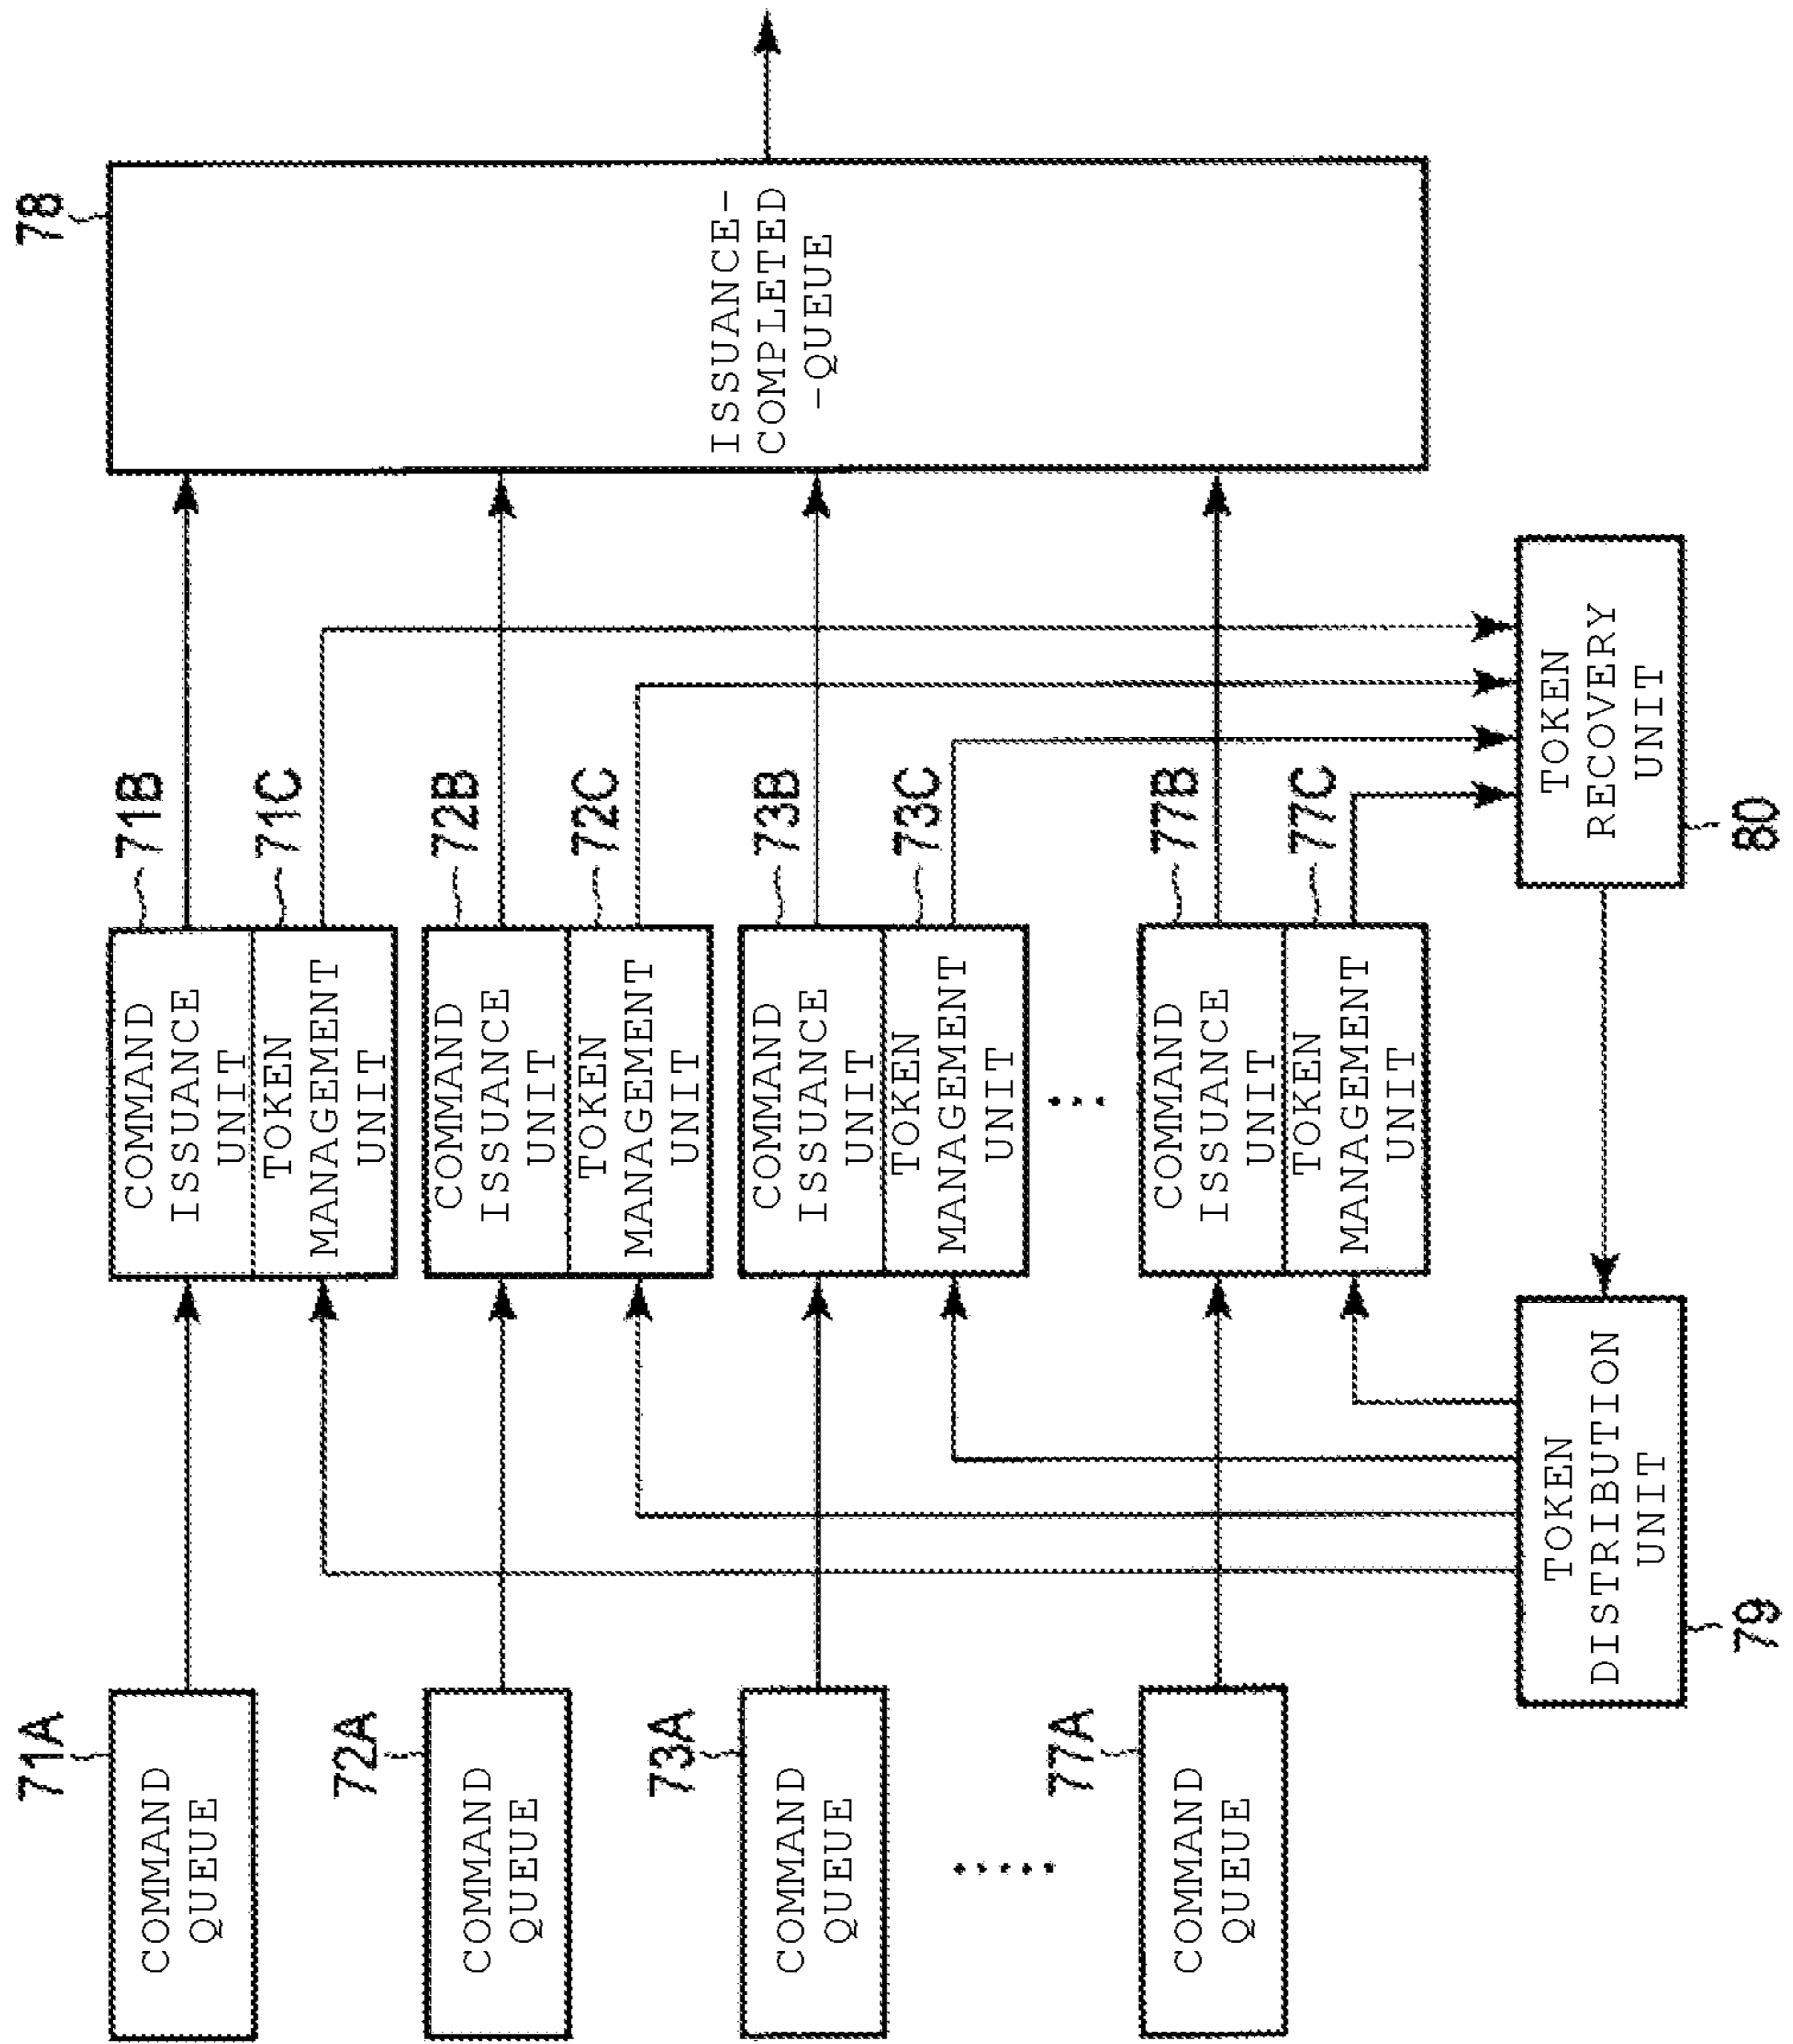 71A
COMMAND
QUEUE
72A
COMMAND
QUEUE
73A
COMMAND
QUEUE
77A
COMMAND
QUEUE
71B
COMMAND
ISSUANCE
UNIT
71C
TOKEN
MANAGEMENT
UNIT
72B
COMMAND
ISSUANCE
UNIT
72C
TOKEN
MANAGEMENT
UNIT
73B
COMMAND
ISSUANCE
UNIT
73C
TOKEN
MANAGEMENT
UNIT
77B
COMMAND
ISSUANCE
UNIT
77C
TOKEN
MANAGEMENT
UNIT
78
ISSUANCE-
COMPLETED
-QUEUE
TOKEN
DISTRIBUTION
UNIT
79
TOKEN
RECOVERY
UNIT
80